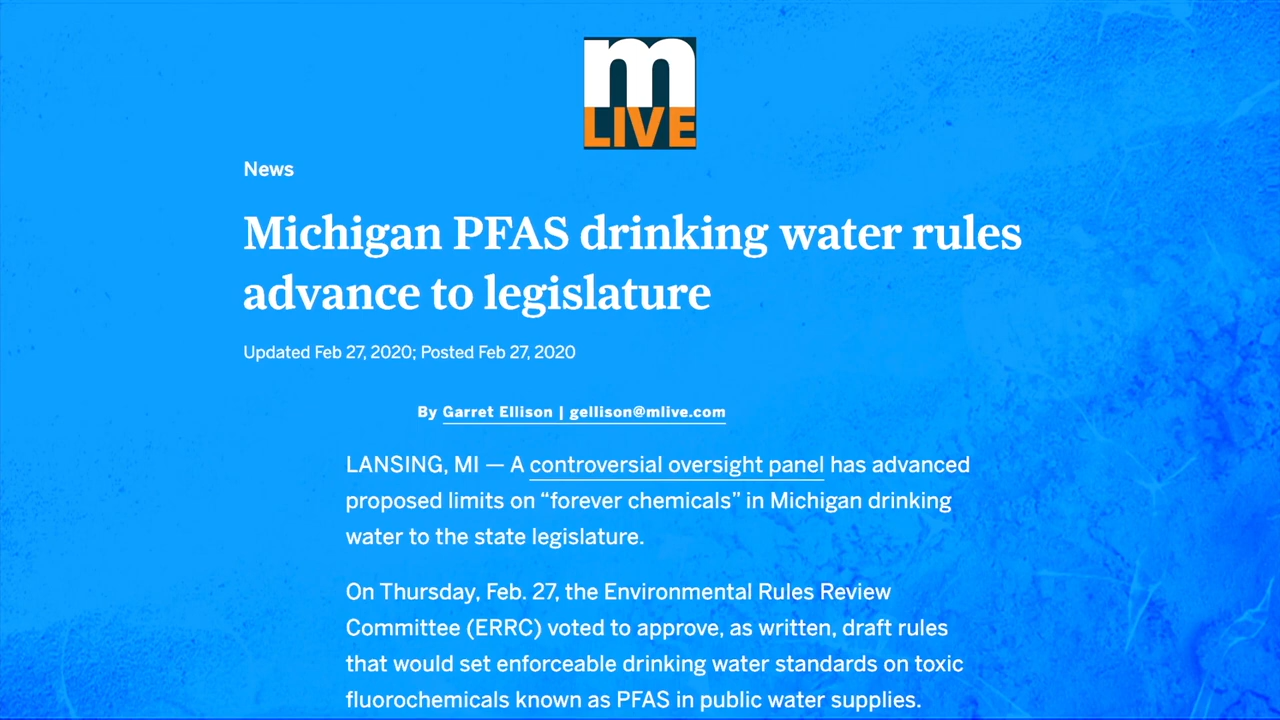 m
LIVE
News
Michigan PFAS drinking water rules
advance to legislature
Updated Feb 27, 2020; Posted Feb 27, 2020
By Garret Ellison | gellison@mlive.com
LANSING, MI — A controversial oversight panel has advanced
proposed limits on “forever chemicals” in Michigan drinking
water to the state legislature.
On Thursday, Feb. 27, the Environmental Rules Review
Committee (ERRC) voted to approve, as written, draft rules
that would set enforceable drinking water standards on toxic
fluorochemicals known as PFAS in public water supplies.